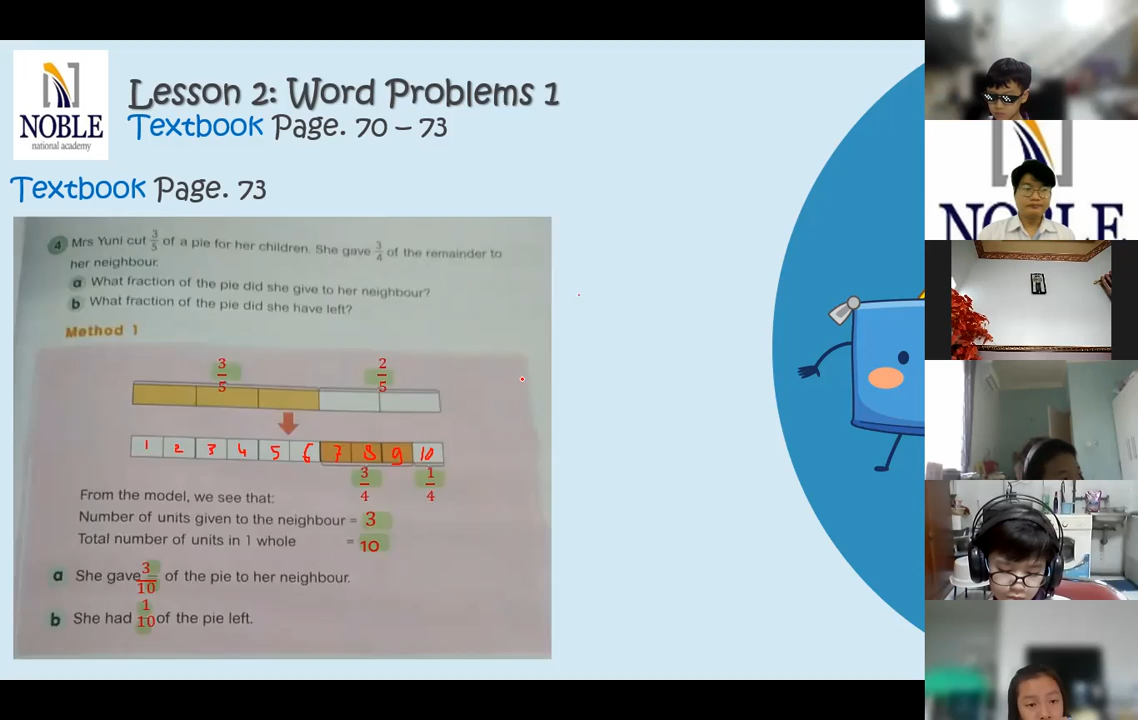 NOBLE
national academy
Lesson 2: Word Problems 1
Textbook Page. 70 – 73
Textbook Page. 73
4 Mrs Yuni cut 3/5 of a pie for her children. She gave 3/4 of the remainder to
her neighbour.
a What fraction of the pie did she give to her neighbour?
b What fraction of the pie did she have left?
Method 1
3/5 2/5
1 2 3 4 5 6 7 8 9 10
3/4 1/4
From the model, we see that:
Number of units given to the neighbour = 3
Total number of units in 1 whole = 10
a She gave 3/10 of the pie to her neighbour.
b She had 1/10 of the pie left.